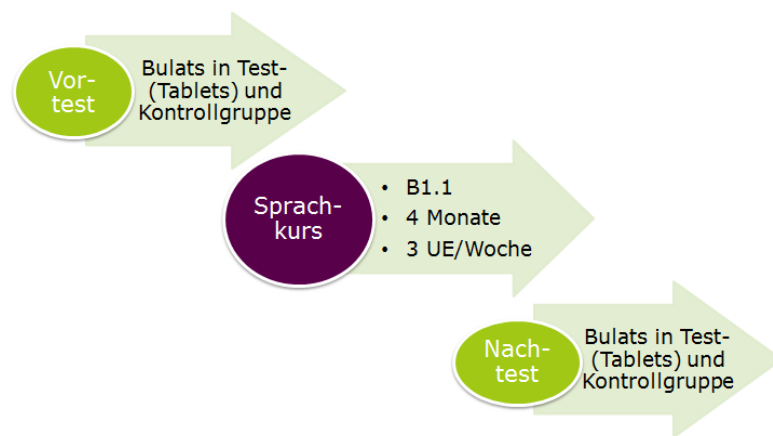 Vor-
test
Bulats in Test-
(Tablets) und
Kontrollgruppe
Sprach-
kurs
• B1.1
• 4 Monate
• 3 UE/Woche
Nach-
test
Bulats in Test-
(Tablets) und
Kontrollgruppe